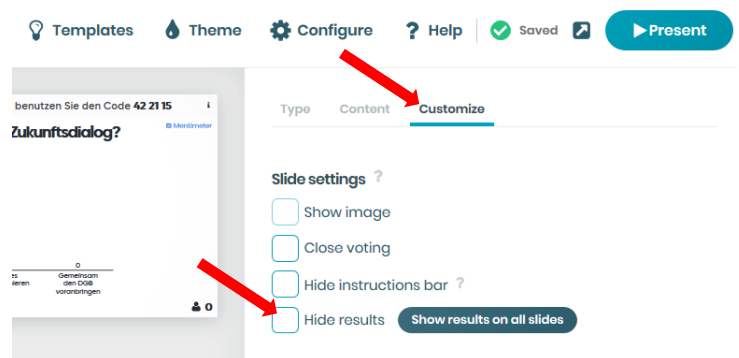 Templates Theme Configure ? Help Saved Present
benutzen Sie den Code 42 21 15 i
Zukunftsdialog?
Mentimeter
Type Content Customize
Slide settings ?
Show image
Close voting
Hide instructions bar ?
Hide results Show results on all slides
0
Gemeinsam
den DGB
voranbringen
0